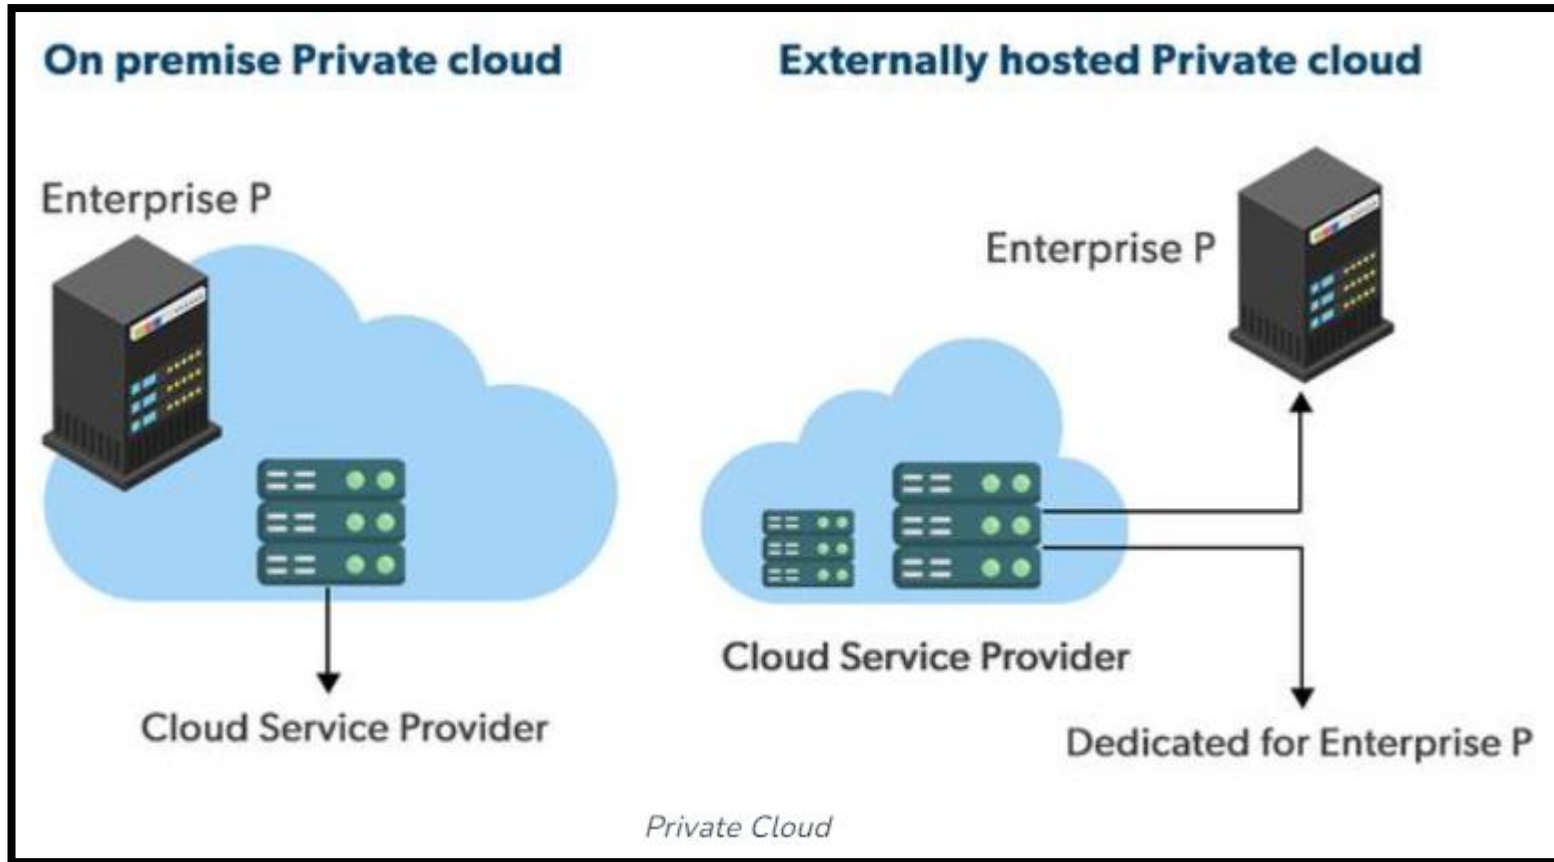 On premise Private cloud
Externally hosted Private cloud
Enterprise P
Enterprise P
Cloud Service Provider
Cloud Service Provider
Dedicated for Enterprise P
Private Cloud